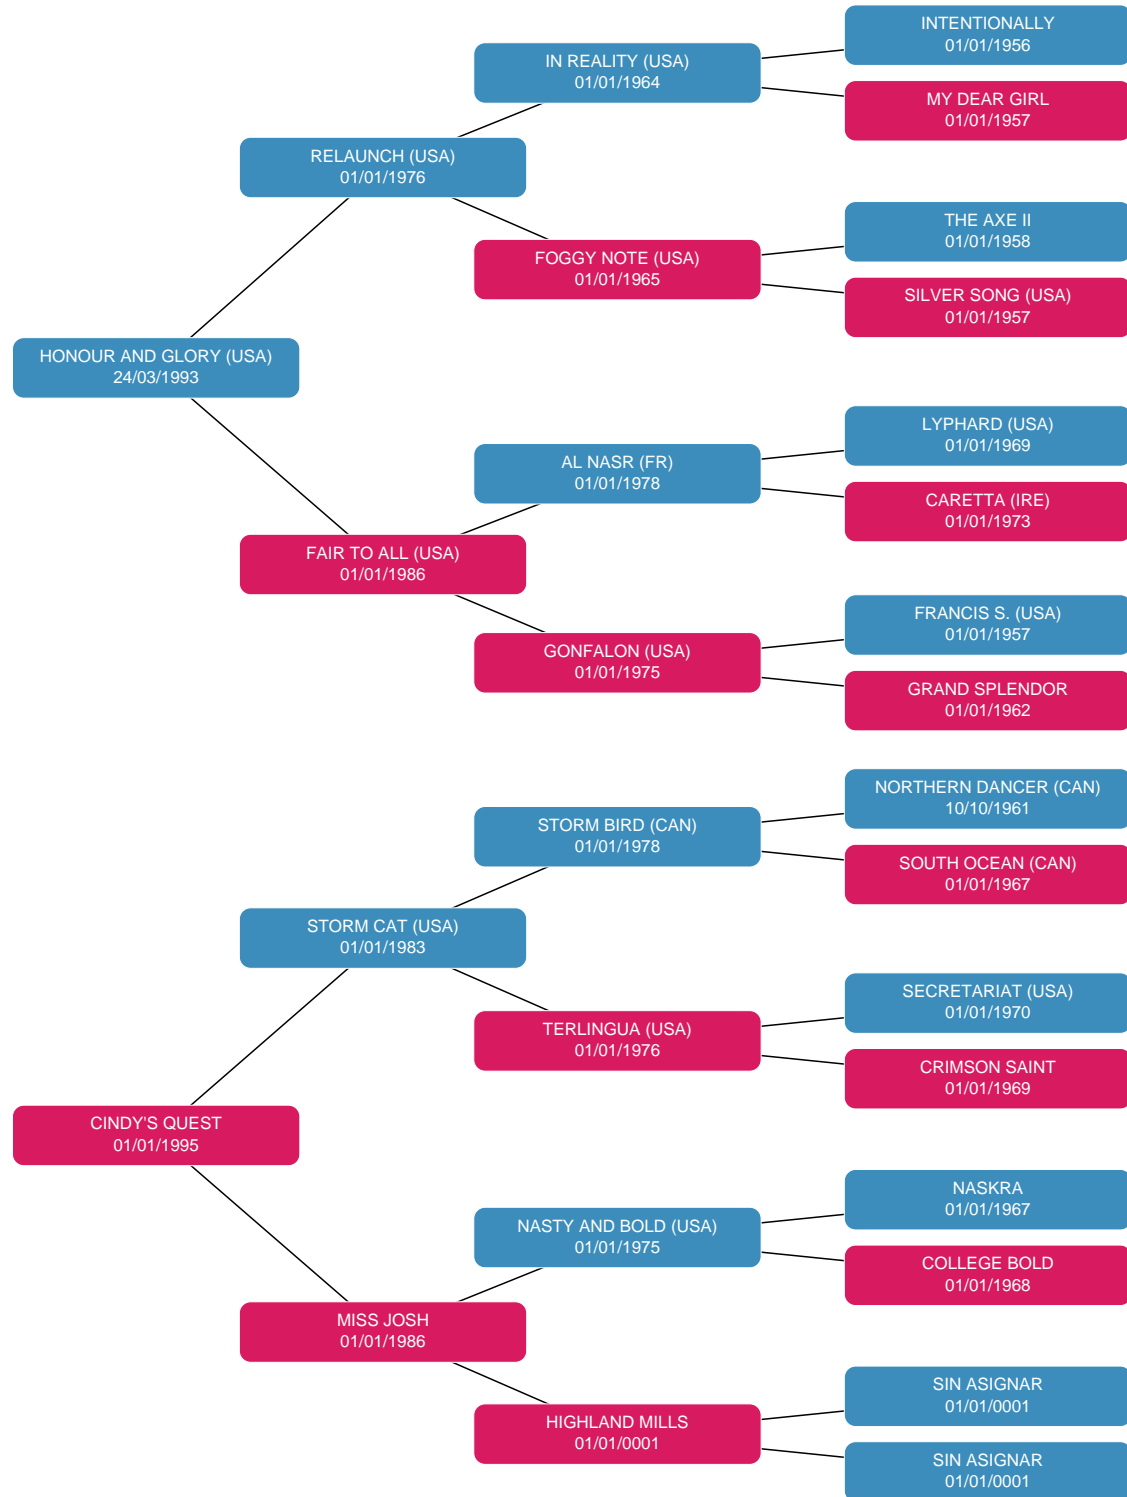 INTENTIONALLY
01/01/1956
IN REALITY (USA)
01/01/1964
MY DEAR GIRL
01/01/1957
RELAUNCH (USA)
01/01/1976
THE AXE II
01/01/1958
FOGGY NOTE (USA)
01/01/1965
SILVER SONG (USA)
01/01/1957
HONOUR AND GLORY (USA)
24/03/1993
LYPHARD (USA)
01/01/1969
AL NASR (FR)
01/01/1978
CARETTA (IRE)
01/01/1973
FAIR TO ALL (USA)
01/01/1986
FRANCIS S. (USA)
01/01/1957
GONFALON (USA)
01/01/1975
GRAND SPLENDOR
01/01/1962
NORTHERN DANCER (CAN)
10/10/1961
STORM BIRD (CAN)
01/01/1978
SOUTH OCEAN (CAN)
01/01/1967
STORM CAT (USA)
01/01/1983
SECRETARIAT (USA)
01/01/1970
TERLINGUA (USA)
01/01/1976
CRIMSON SAINT
01/01/1969
CINDY'S QUEST
01/01/1995
NASKRA
01/01/1967
NASTY AND BOLD (USA)
01/01/1975
COLLEGE BOLD
01/01/1968
MISS JOSH
01/01/1986
SIN ASIGNAR
01/01/0001
HIGHLAND MILLS
01/01/0001
SIN ASIGNAR
01/01/0001